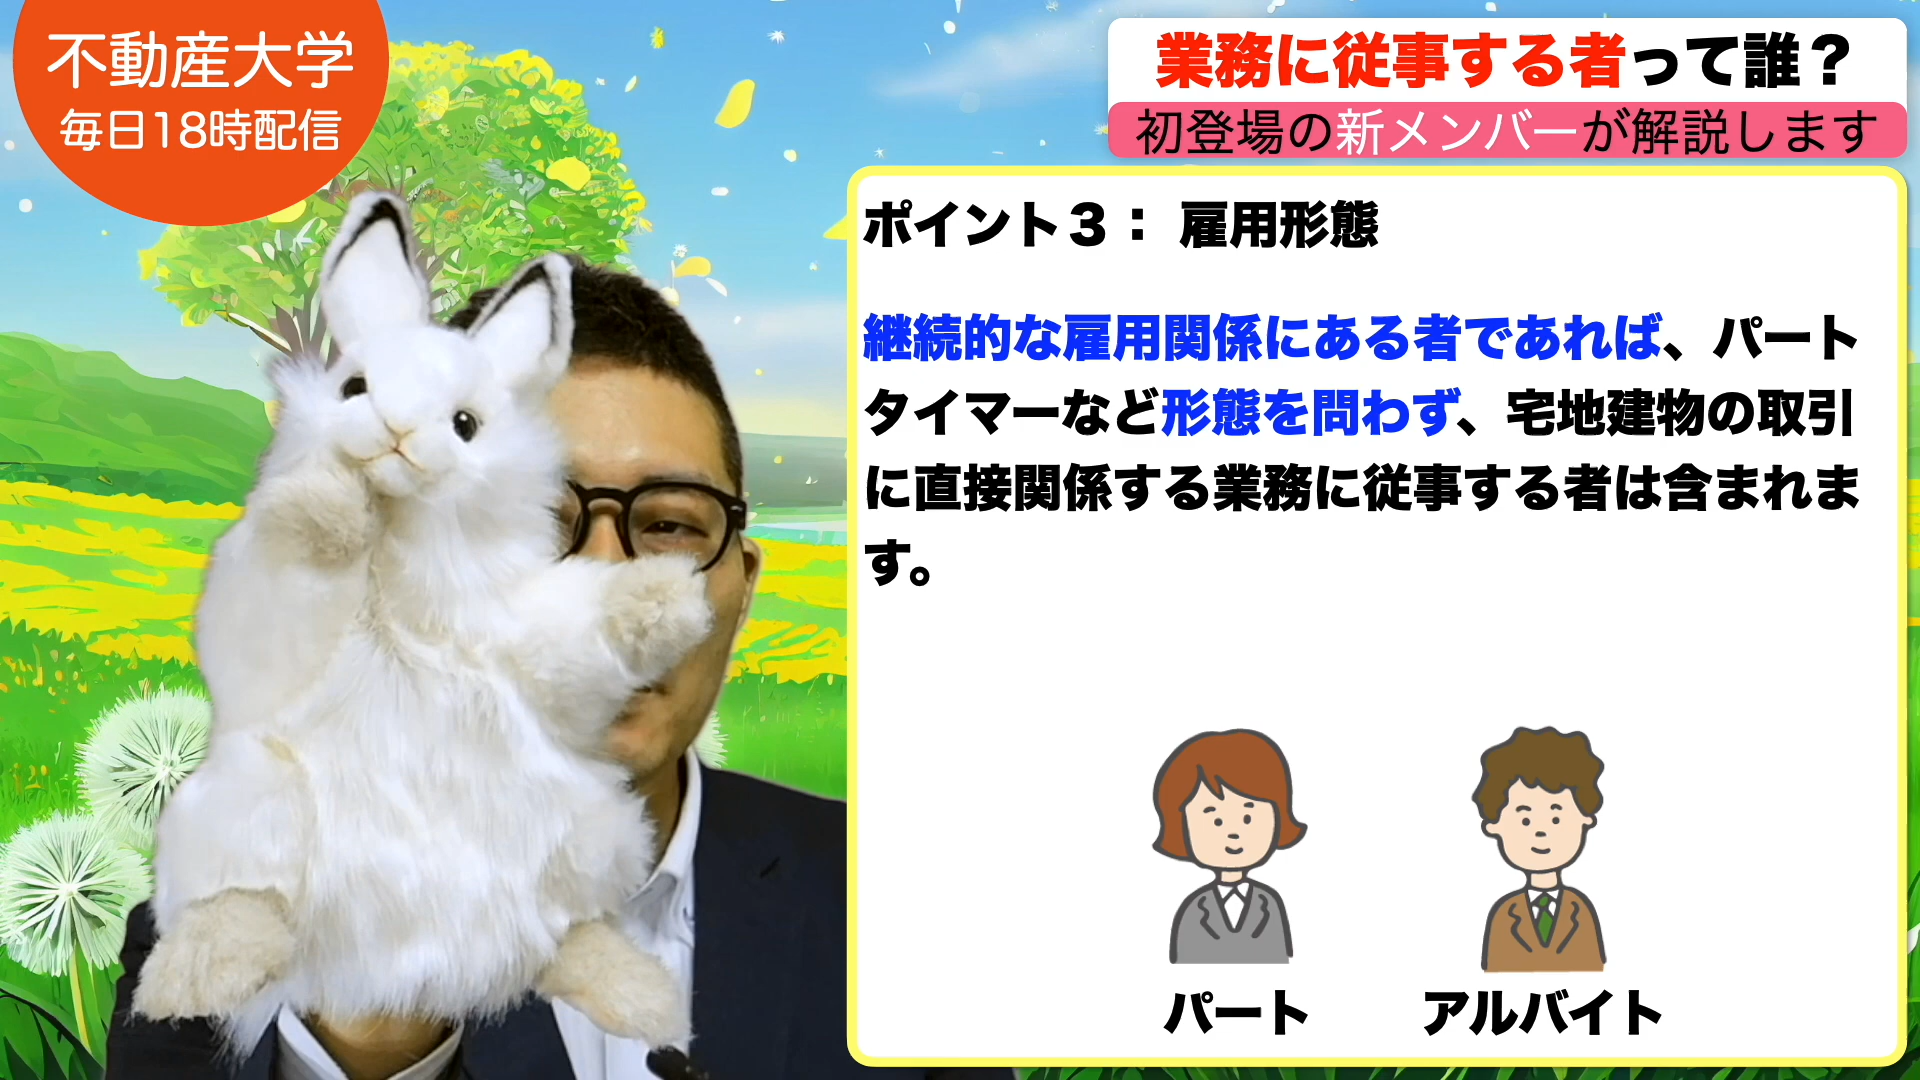 不動産大学
毎日18時配信
業務に従事する者って誰？
初登場の新メンバーが解説します
ポイント３： 雇用形態
継続的な雇用関係にある者であれば、パート
タイマーなど形態を問わず、宅地建物の取引
に直接関係する業務に従事する者は含まれま
す。
パート
アルバイト